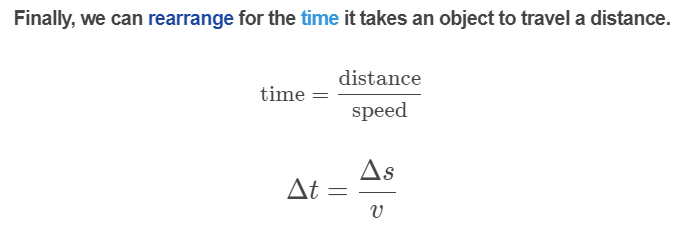 Finally, we can rearrange for the time it takes an object to travel a distance.
time = distance / speed
Δt = Δs / v